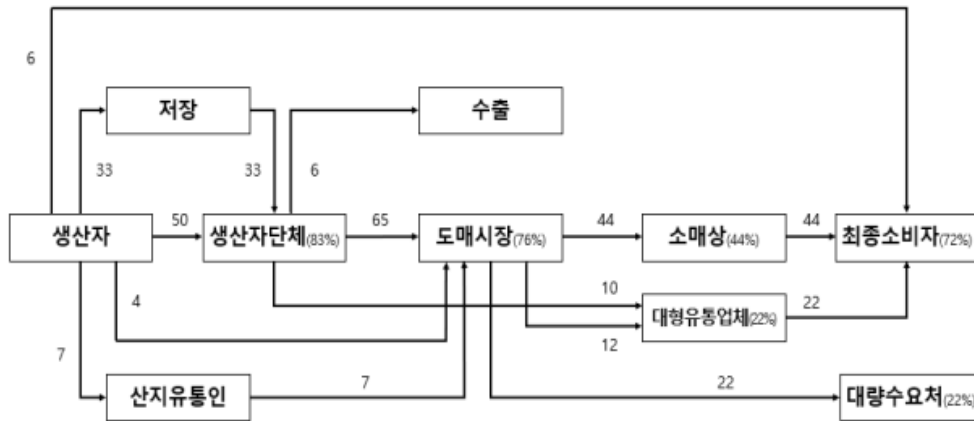 6
저장
수출
33
33
6
생산자
50
생산자단체(83%)
65
도매시장(76%)
44
소매상(44%)
44
최종소비자(72%)
4
10
대형유통업체(22%)
22
12
7
산지유통인
7
22
대량수요처(22%)